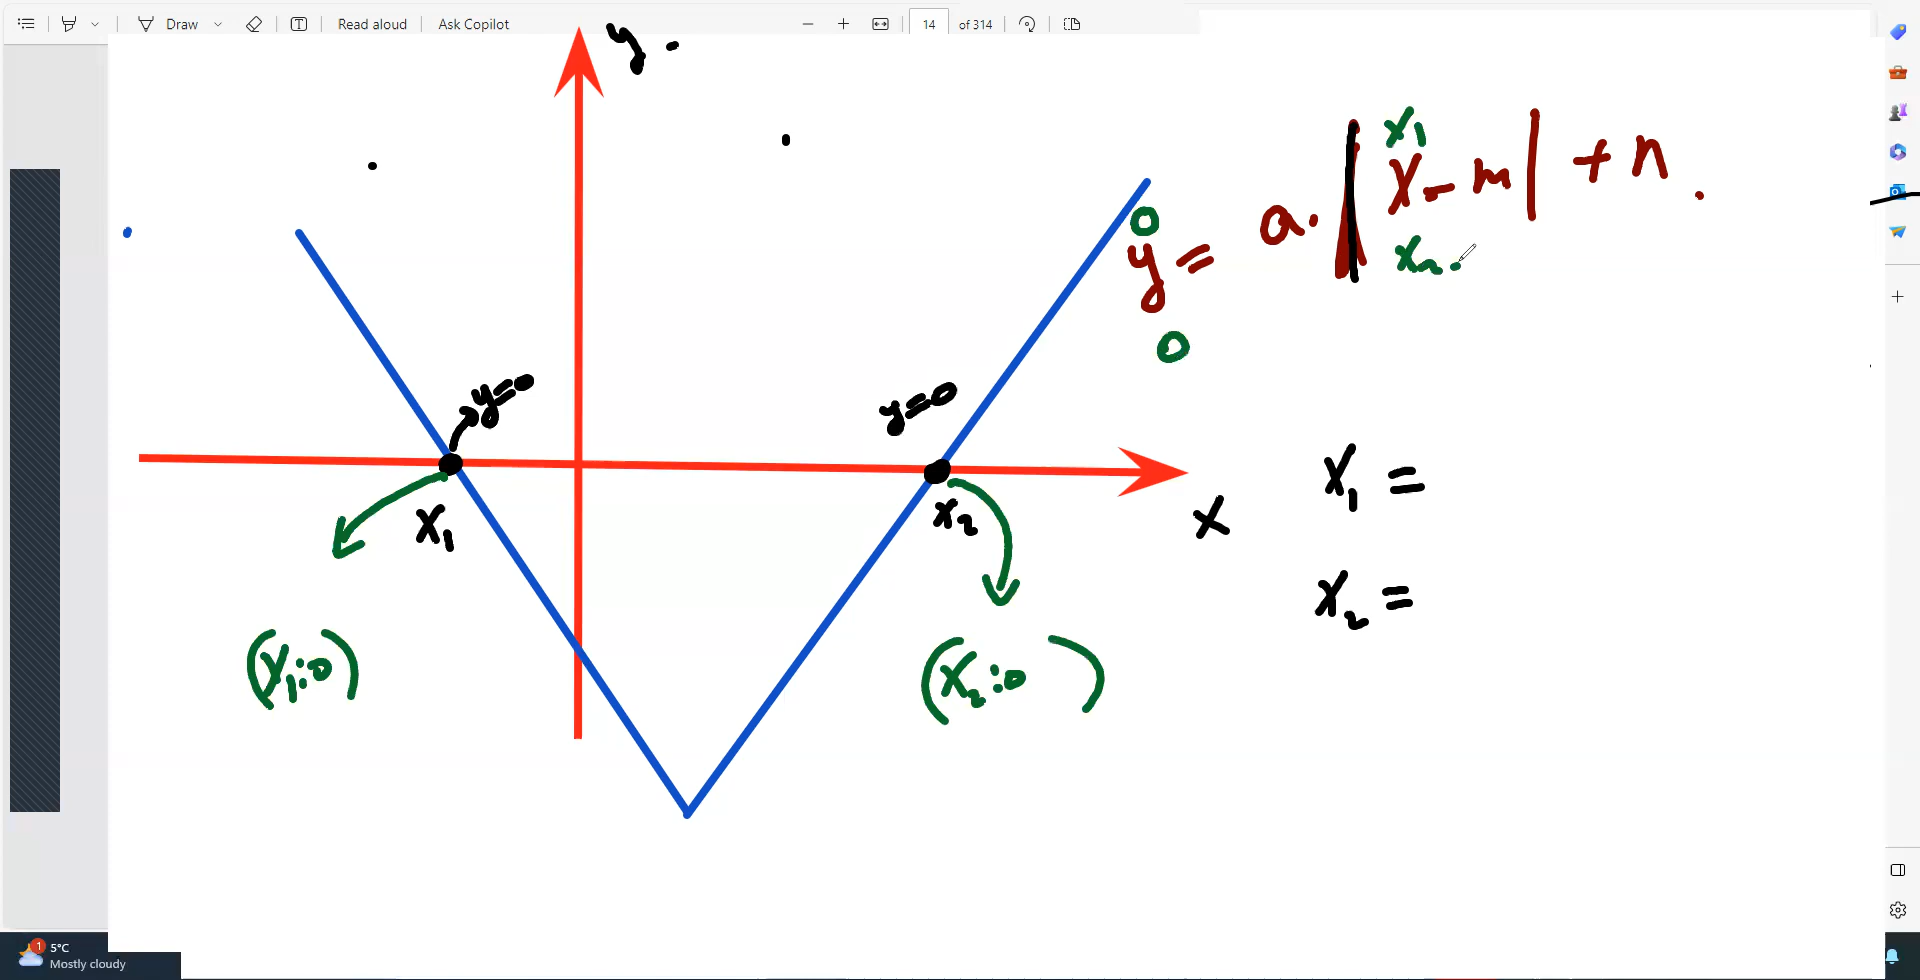 Draw
Read aloud
Ask Copilot
14 of 314
y.
x₁
y = a. | x - m | + n.
0
x₂.
0
y=0
y=0
x₁
x₂
x
x₁ =
x₂ =
(x₁:0)
(x₂:0)
1
5°C
Mostly cloudy